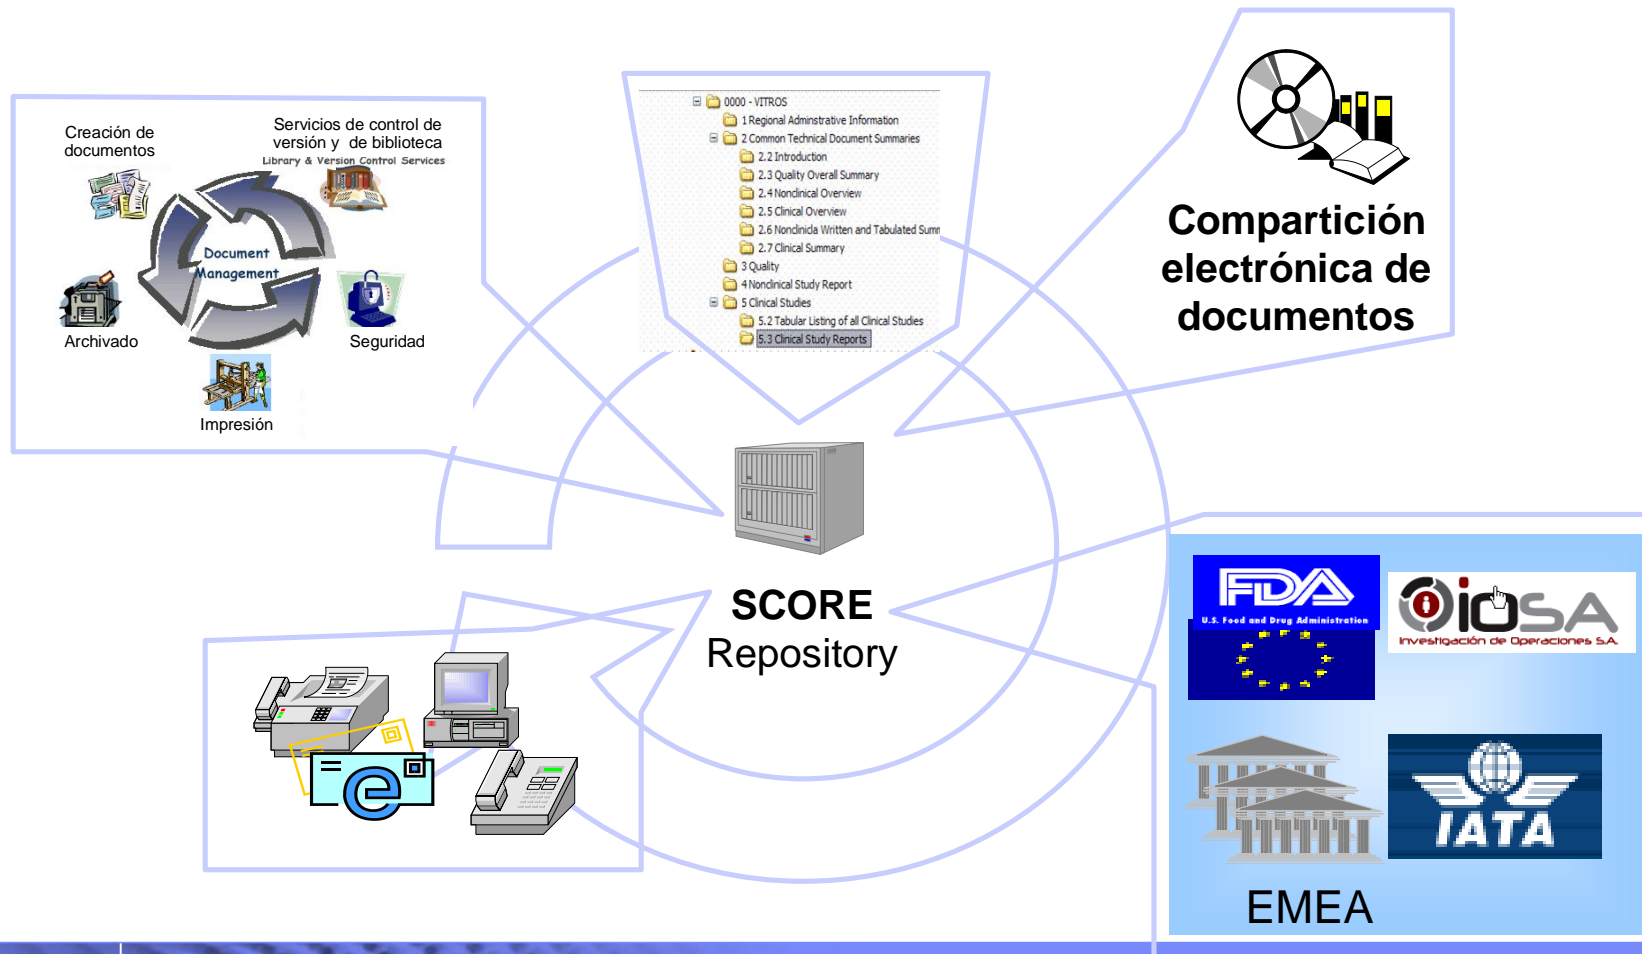 Creación de
documentos
Servicios de control de
versión y  de biblioteca
Library & Version Control Services
Document
Management
Archivado
Seguridad
Impresión
0000 - VITROS
1 Regional Adminstrative Information
2 Common Technical Document Summaries
2.2 Introduction
2.3 Quality Overall Summary
2.4 Nondinical Overview
2.5 Clinical Overview
2.6 Nondinicla Written and Tabulated Summ
2.7 Clinical Summary
3 Quality
4 Nondinical Study Report
5 Clinical Studies
5.2 Tabular Listing of all Clinical Studies
5.3 Clinical Study Reports
Compartición
electrónica de
documentos
SCORE
Repository
FDA
U.S. Food and Drug Administration
iOSA
Investigación de Operaciones S.A.
IATA
EMEA